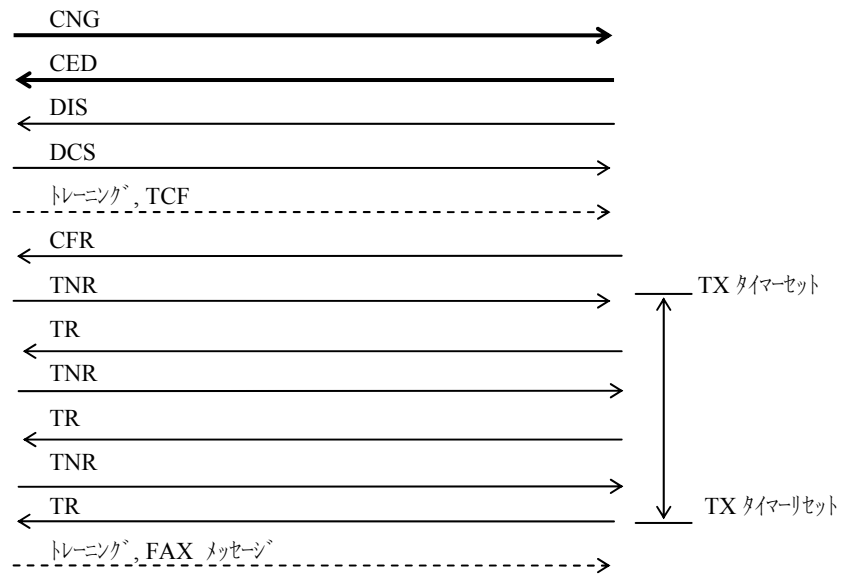 CNG
CED
DIS
DCS
ﾄﾚｰﾆﾝｸﾞ, TCF
CFR
TNR
TX ﾀｲﾏｰｾｯﾄ
TR
TNR
TR
TNR
TR
TX ﾀｲﾏｰﾘｾｯﾄ
ﾄﾚｰﾆﾝｸﾞ, FAX ﾒｯｾｰｼﾞ